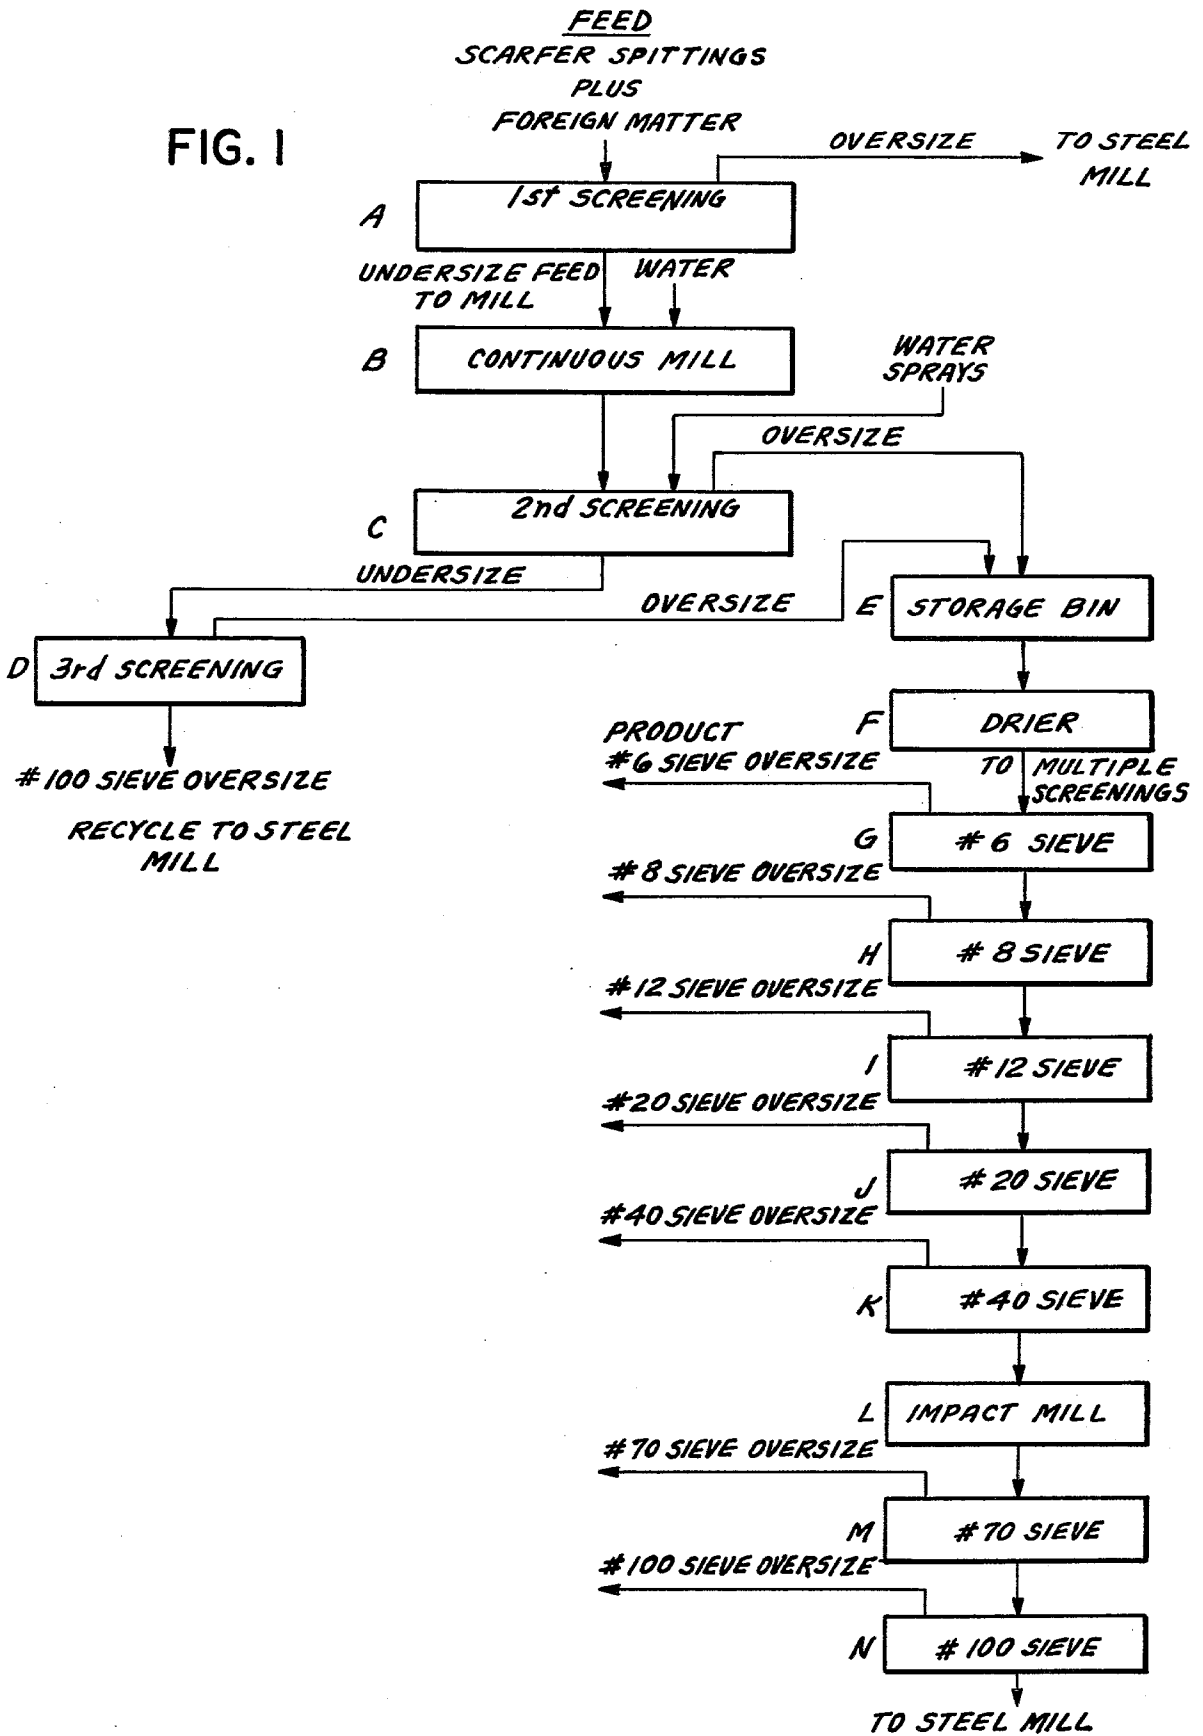 FEED
SCARFER SPITTINGS
PLUS
FOREIGN MATTER
FIG. 1
OVERSIZE
TO STEEL
MILL
A
1st SCREENING
UNDERSIZE FEED
TO MILL
WATER
B
CONTINUOUS MILL
WATER
SPRAYS
OVERSIZE
C
2nd SCREENING
UNDERSIZE
OVERSIZE
E
STORAGE BIN
D
3rd SCREENING
F
DRIER
#100 SIEVE OVERSIZE
RECYCLE TO STEEL
MILL
PRODUCT
#6 SIEVE OVERSIZE
TO MULTIPLE
SCREENINGS
G
#6 SIEVE
#8 SIEVE OVERSIZE
H
#8 SIEVE
#12 SIEVE OVERSIZE
I
#12 SIEVE
#20 SIEVE OVERSIZE
J
#20 SIEVE
#40 SIEVE OVERSIZE
K
#40 SIEVE
L
IMPACT MILL
#70 SIEVE OVERSIZE
M
#70 SIEVE
#100 SIEVE OVERSIZE
N
#100 SIEVE
TO STEEL MILL